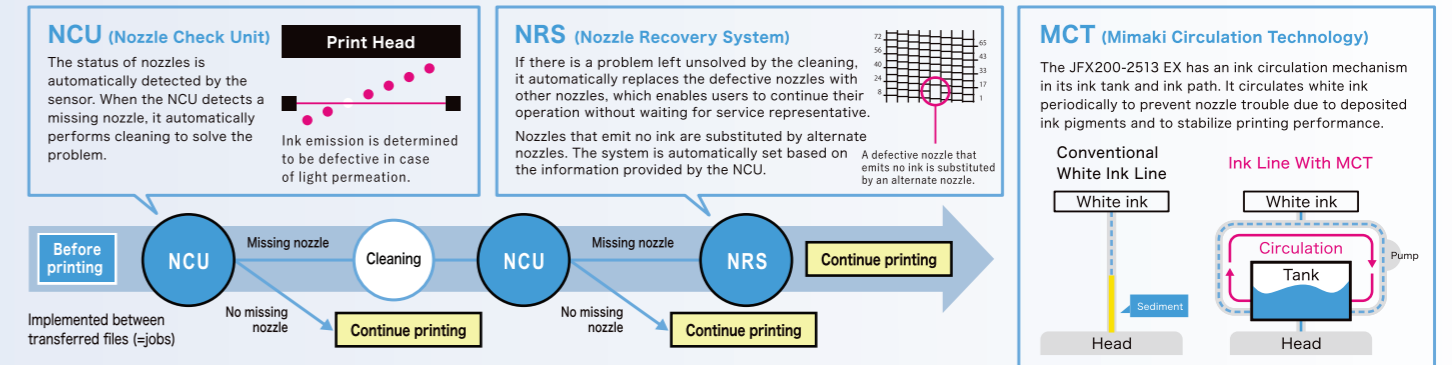 NCU (Nozzle Check Unit)
The status of nozzles is
automatically detected by the
sensor. When the NCU detects a
missing nozzle, it automatically
performs cleaning to solve the
problem.
Print Head
Ink emission is determined
to be defective in case
of light permeation.
NRS (Nozzle Recovery System)
If there is a problem left unsolved by the cleaning,
it automatically replaces the defective nozzles with
other nozzles, which enables users to continue their
operation without waiting for service representative.
Nozzles that emit no ink are substituted by alternate
nozzles. The system is automatically set based on
the information provided by the NCU.
72
56
40
24
8
65
43
33
17
1
A defective nozzle that
emits no ink is substituted
by an alternate nozzle.
Before
printing
NCU
Missing nozzle
Cleaning
NCU
Missing nozzle
NRS
Continue printing
No missing
nozzle
Continue printing
No missing
nozzle
Continue printing
Implemented between
transferred files (=jobs)
MCT (Mimaki Circulation Technology)
The JFX200-2513 EX has an ink circulation mechanism
in its ink tank and ink path. It circulates white ink
periodically to prevent nozzle trouble due to deposited
ink pigments and to stabilize printing performance.
Conventional
White Ink Line
White ink
Sediment
Head
Ink Line With MCT
White ink
Circulation
Pump
Tank
Head